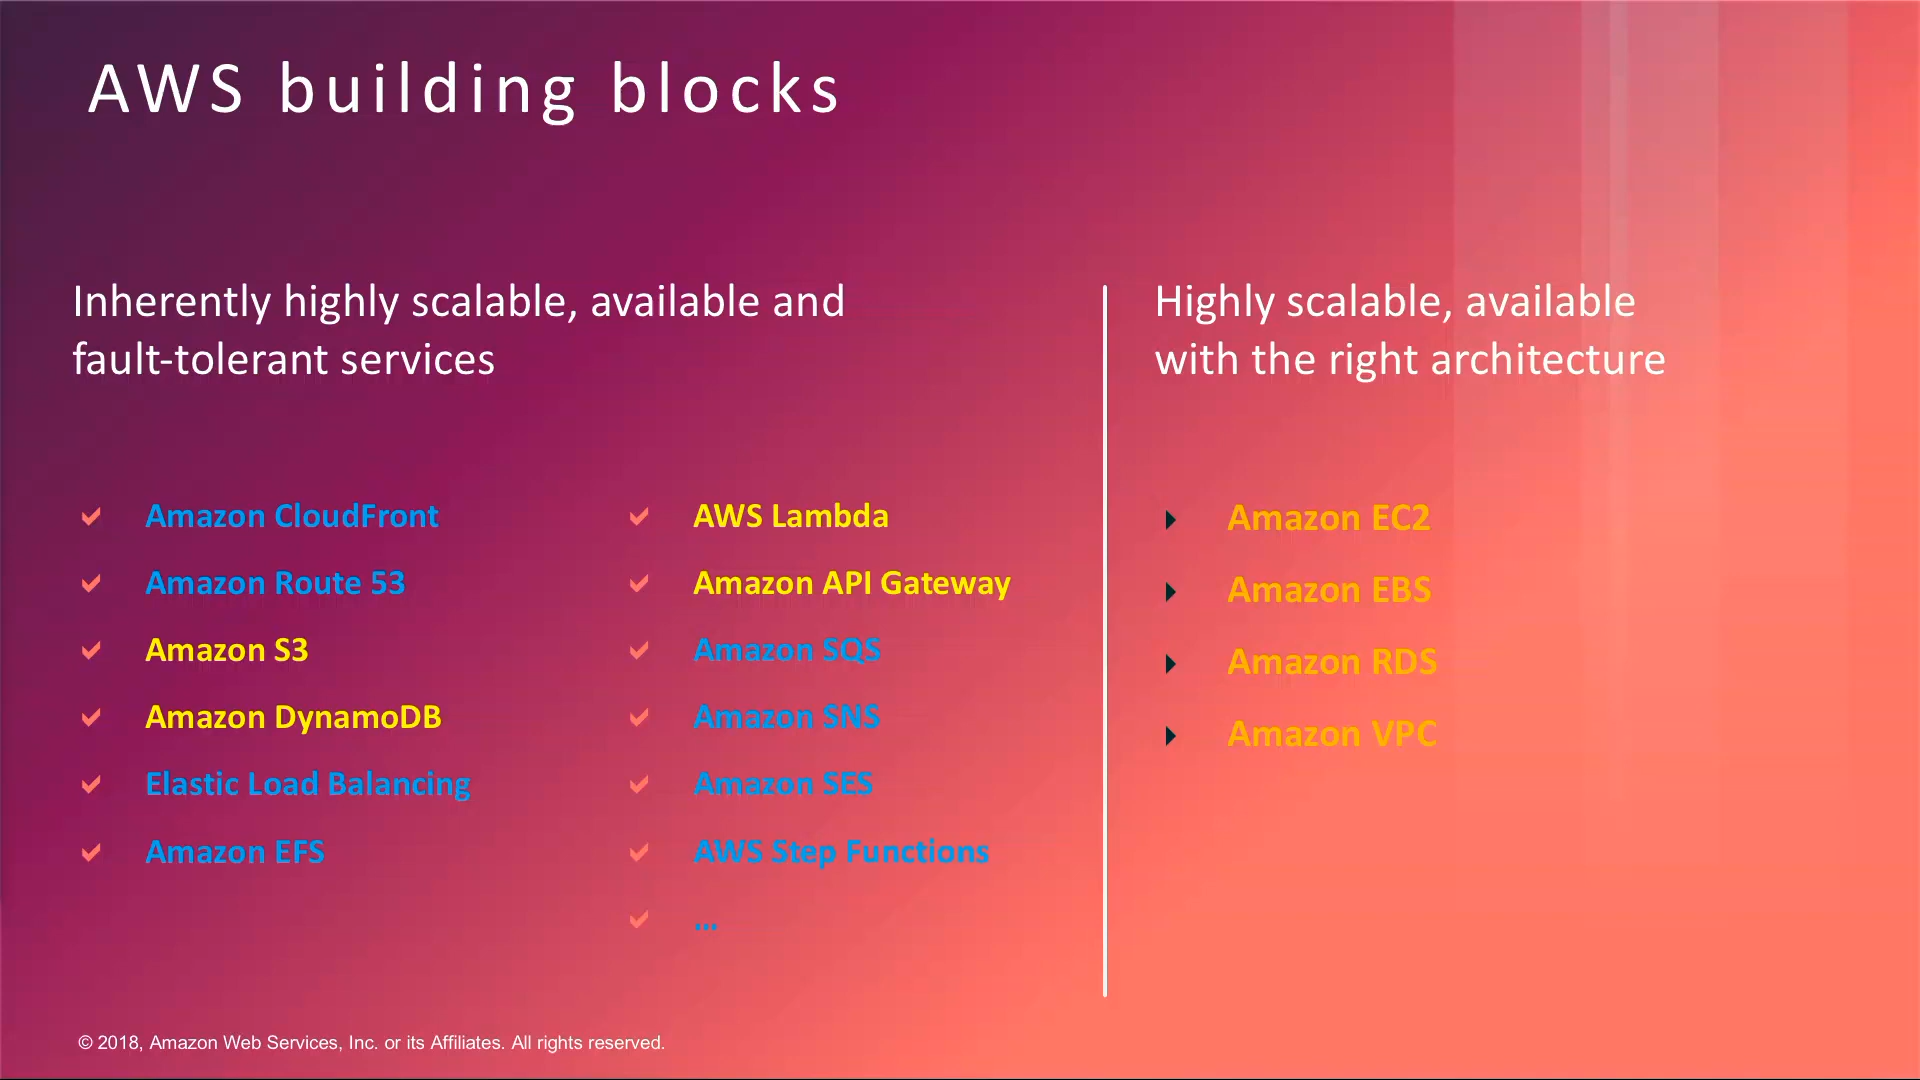 AWS building blocks
Inherently highly scalable, available and
fault-tolerant services
Amazon CloudFront
Amazon Route 53
Amazon S3
Amazon DynamoDB
Elastic Load Balancing
Amazon EFS
AWS Lambda
Amazon API Gateway
Amazon SQS
Amazon SNS
Amazon SES
AWS Step Functions
...
Highly scalable, available
with the right architecture
Amazon EC2
Amazon EBS
Amazon RDS
Amazon VPC
© 2018, Amazon Web Services, Inc. or its Affiliates. All rights reserved.